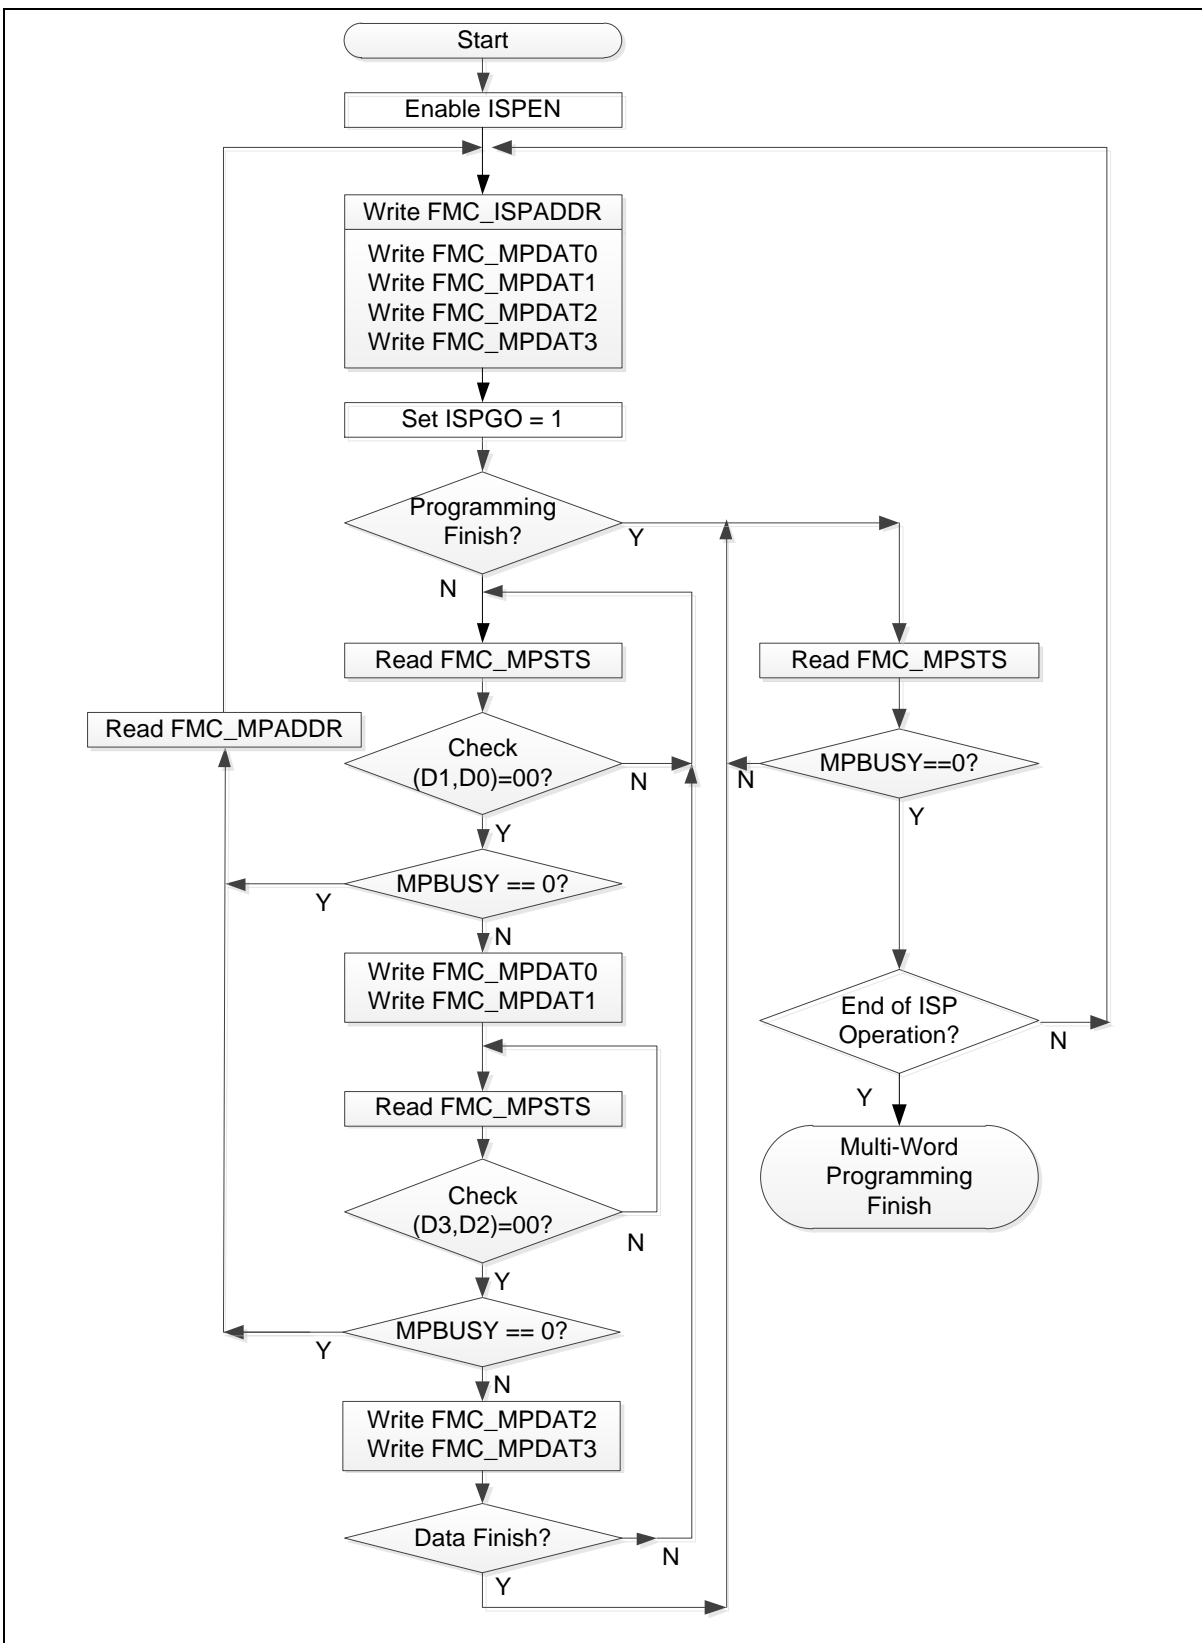 Start
Enable ISPEN
Write FMC_ISPADDR
Write FMC_MPDAT0
Write FMC_MPDAT1
Write FMC_MPDAT2
Write FMC_MPDAT3
Set ISPGO = 1
Programming
Finish?
Y
N
Read FMC_MPSTS
Read FMC_MPSTS
Read FMC_MPADDR
Check
(D1,D0)=00?
N
MPBUSY==0?
N
Y
Y
MPBUSY == 0?
Y
N
Write FMC_MPDAT0
Write FMC_MPDAT1
End of ISP
Operation?
N
Y
Read FMC_MPSTS
Multi-Word
Programming
Finish
Check
(D3,D2)=00?
N
Y
MPBUSY == 0?
Y
N
Write FMC_MPDAT2
Write FMC_MPDAT3
Data Finish?
N
Y